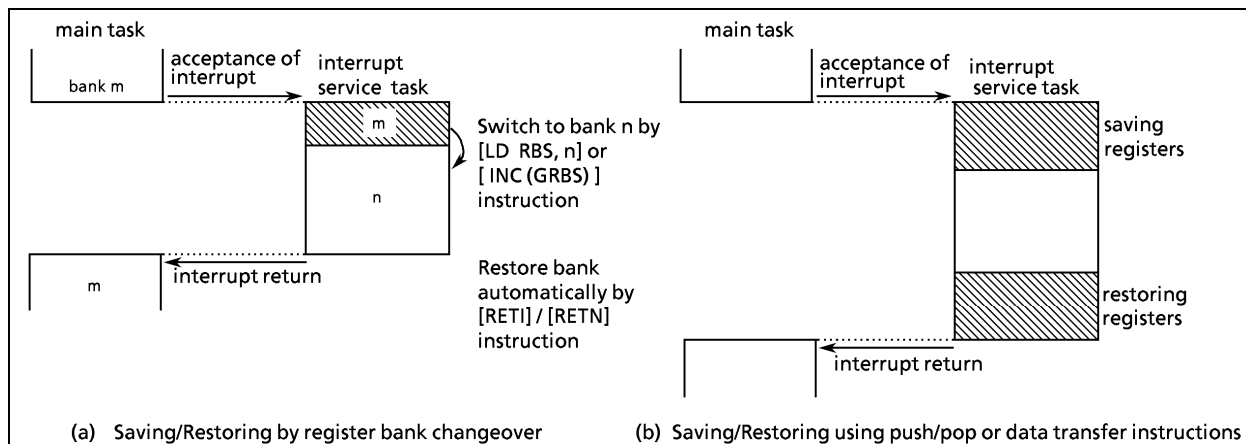 main task
bank m
acceptance of
interrupt
interrupt
service task
m
Switch to bank n by
[LD RBS, n] or
[ INC (GRBS) ]
instruction
n
interrupt return
m
Restore bank
automatically by
[RETI] / [RETN]
instruction
(a) Saving/Restoring by register bank changeover
main task
acceptance of
interrupt
interrupt
service task
saving
registers
restoring
registers
interrupt return
(b) Saving/Restoring using push/pop or data transfer instructions